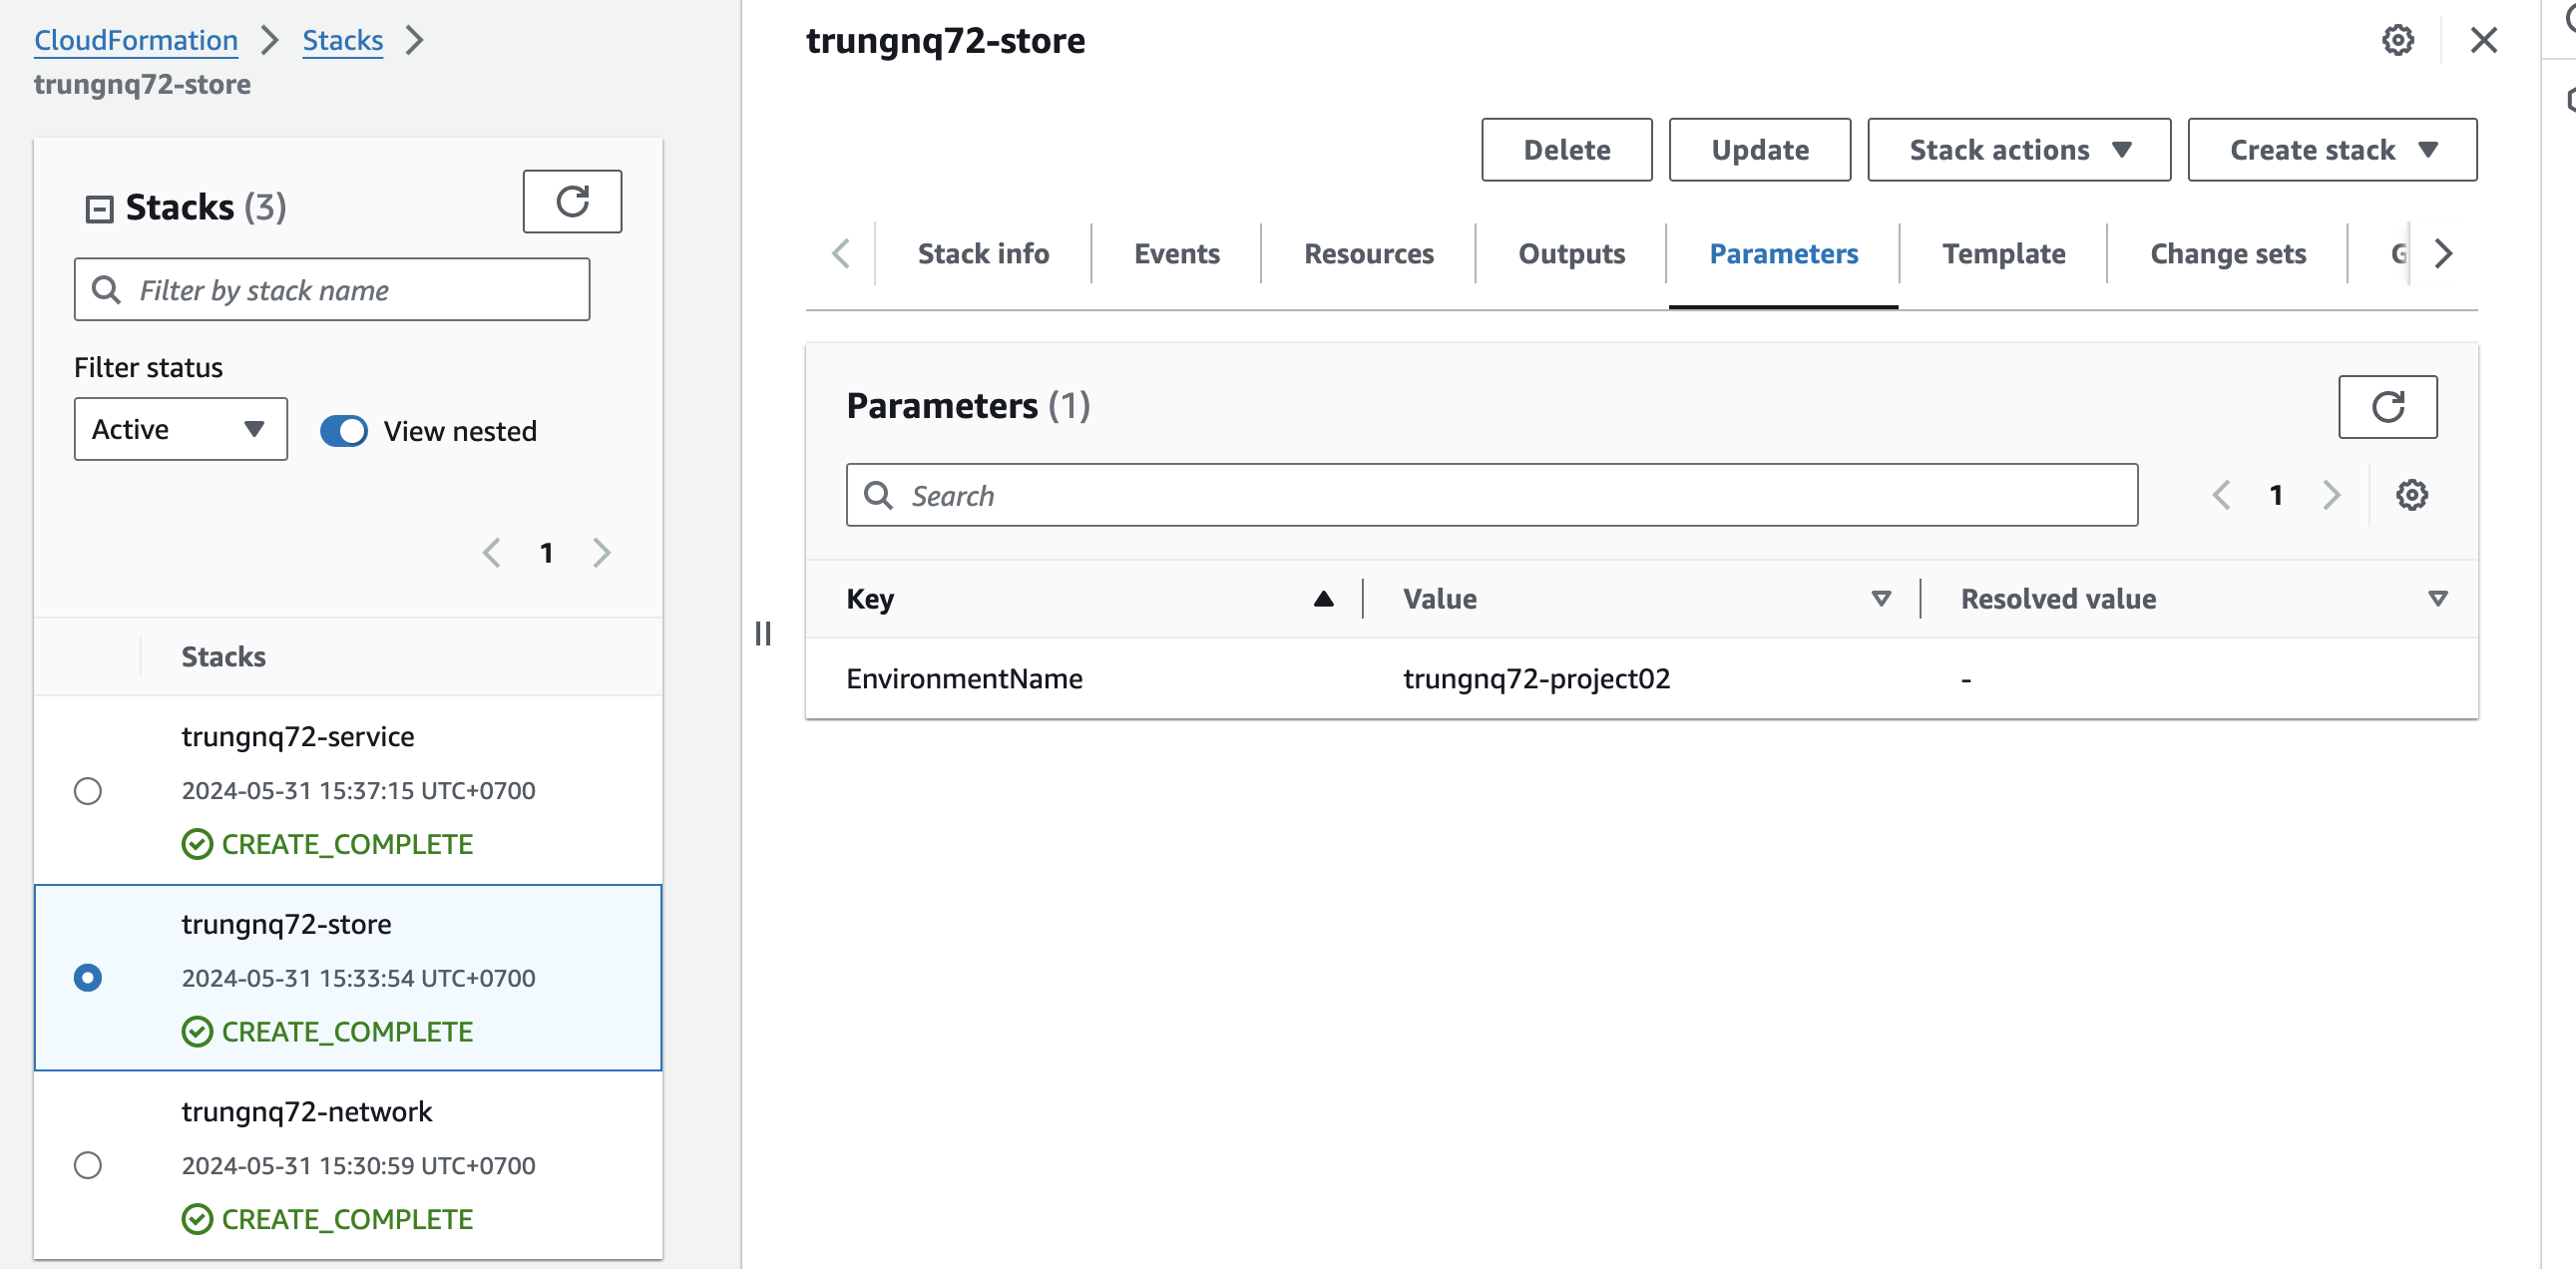 CloudFormation
Stacks
trungnq72-store
Stacks (3)
Filter by stack name
Filter status
Active
View nested
1
Stacks
trungnq72-service
2024-05-31 15:37:15 UTC+0700
CREATE_COMPLETE
trungnq72-store
2024-05-31 15:33:54 UTC+0700
CREATE_COMPLETE
trungnq72-network
2024-05-31 15:30:59 UTC+0700
CREATE_COMPLETE
trungnq72-store
Delete
Update
Stack actions
Create stack
Stack info
Events
Resources
Outputs
Parameters
Template
Change sets
Parameters (1)
Search
1
Key
Value
Resolved value
EnvironmentName
trungnq72-project02
-